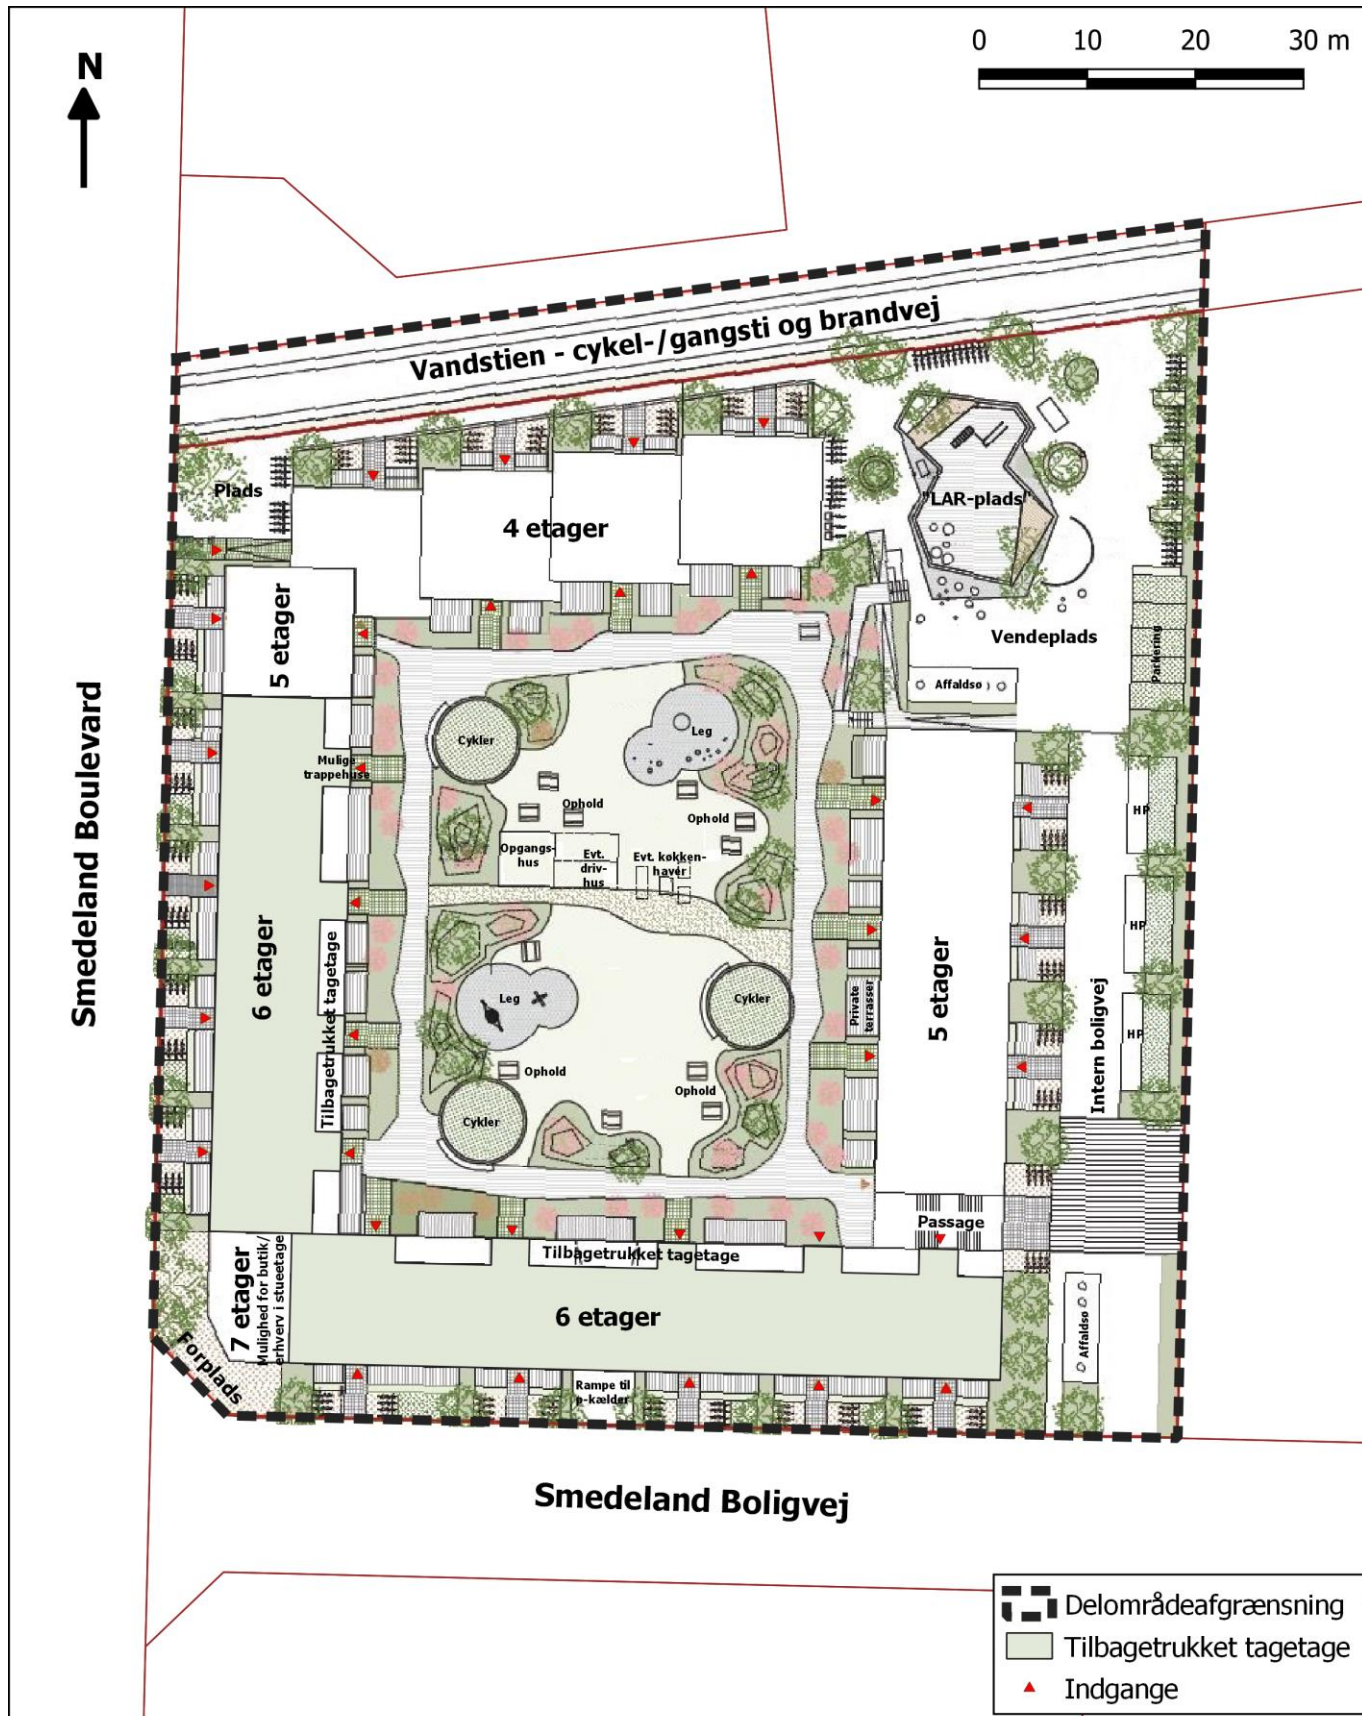 0 10 20 30 m
N
Vandstien - cykel-/gangsti og brandvej
Plads
"LAR-plads"
4 etager
5 etager
Vendeplads
Parkering
Affaldsø
Smedeland Boulevard
Cykler
Leg
Mulige
trappehuse
Ophold
Ophold
HP
Opgangs-
hus
Evt.
driv-
hus
Evt. køkken-
haver
6 etager
Tilbagetrukket tagetage
HP
5 etager
Private
terrasser
Leg
Cykler
Intern boligvej
HP
Ophold
Ophold
Cykler
Passage
Tilbagetrukket tagetage
7 etager
Mulighed for butik/
erhverv i stueetage
6 etager
Affaldsø
Forplads
Rampe til
p-kælder
Smedeland Boligvej
Delområdeafgrænsning
Tilbagetrukket tagetage
Indgange